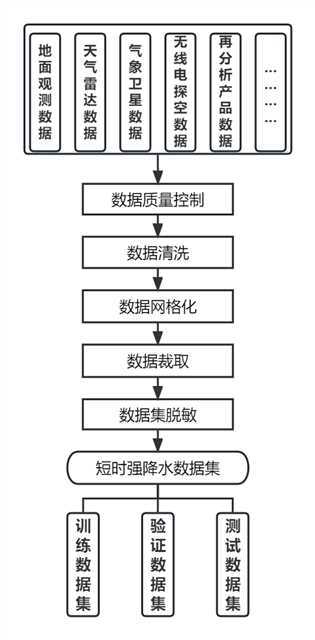 地面观测数据
天气雷达数据
气象卫星数据
无线电探空数据
再分析产品数据
… … … …
数据质量控制
数据清洗
数据网格化
数据裁取
数据集脱敏
短时强降水数据集
训练数据集
验证数据集
测试数据集